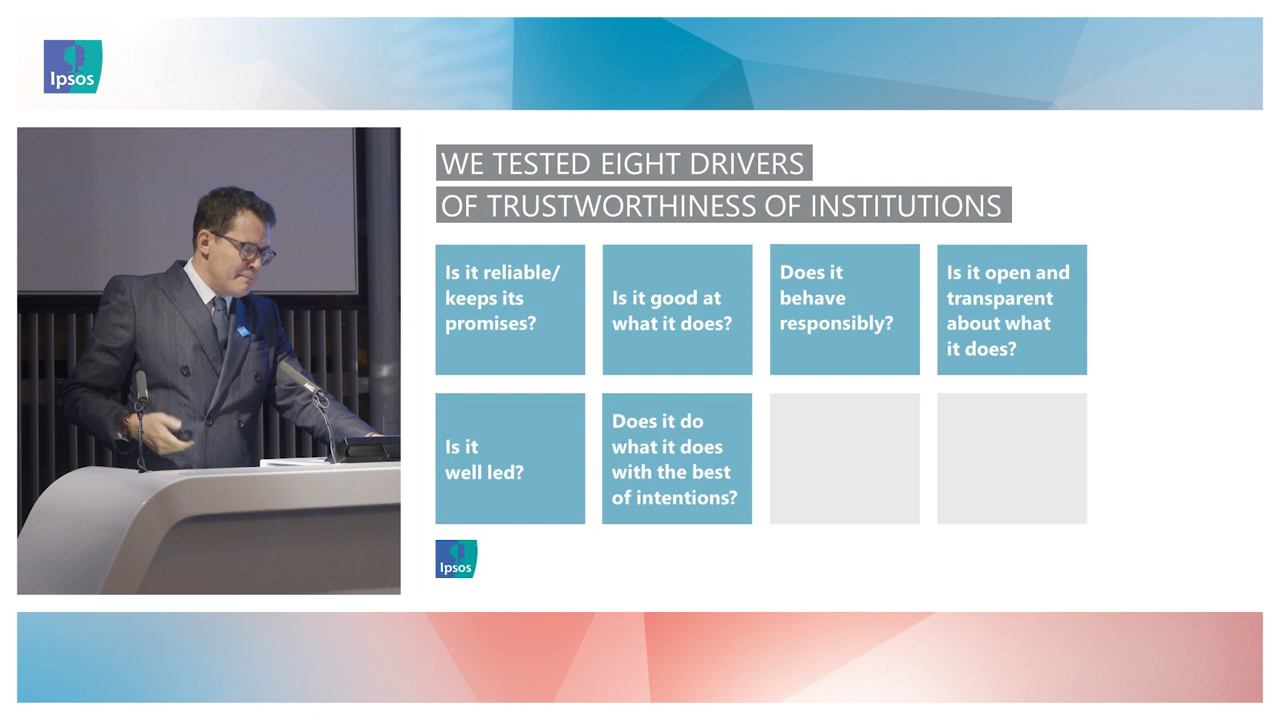 Ipsos
WE TESTED EIGHT DRIVERS
OF TRUSTWORTHINESS OF INSTITUTIONS
Is it reliable/
keeps its
promises?
Is it good at
what it does?
Does it
behave
responsibly?
Is it open and
transparent
about what
it does?
Is it
well led?
Does it do
what it does
with the best
of intentions?
Ipsos